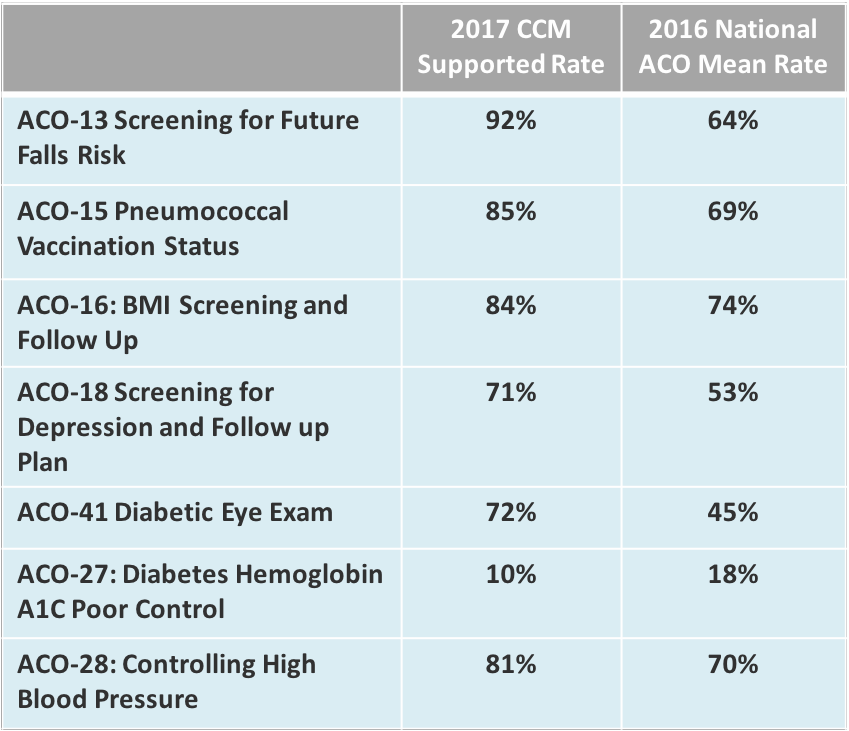 2017 CCM
Supported Rate
2016 National
ACO Mean Rate
ACO-13 Screening for Future
Falls Risk
92%
64%
ACO-15 Pneumococcal
Vaccination Status
85%
69%
ACO-16: BMI Screening and
Follow Up
84%
74%
ACO-18 Screening for
Depression and Follow up
Plan
71%
53%
ACO-41 Diabetic Eye Exam
72%
45%
ACO-27: Diabetes Hemoglobin
A1C Poor Control
10%
18%
ACO-28: Controlling High
Blood Pressure
81%
70%